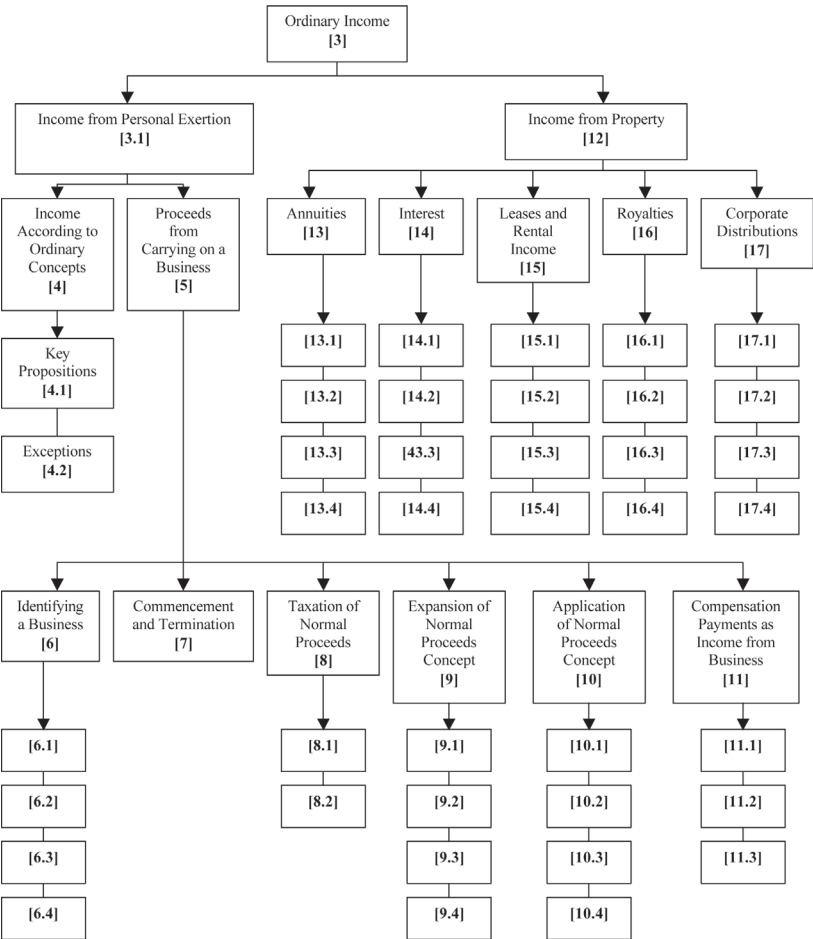 Ordinary Income
[3]
Income from Personal Exertion
[3.1]
Income from Property
[12]
Income
According to
Ordinary
Concepts
[4]
Proceeds
from
Carrying on a
Business
[5]
Annuities
[13]
Interest
[14]
Leases and
Rental
Income
[15]
Royalties
[16]
Corporate
Distributions
[17]
Key
Propositions
[4.1]
Exceptions
[4.2]
[13.1]
[14.1]
[15.1]
[16.1]
[17.1]
[13.2]
[14.2]
[15.2]
[16.2]
[17.2]
[13.3]
[43.3]
[15.3]
[16.3]
[17.3]
[13.4]
[14.4]
[15.4]
[16.4]
[17.4]
Identifying
a Business
[6]
Commencement
and Termination
[7]
Taxation of
Normal
Proceeds
[8]
Expansion of
Normal
Proceeds
Concept
[9]
Application
of Normal
Proceeds
Concept
[10]
Compensation
Payments as
Income from
Business
[11]
[6.1]
[8.1]
[9.1]
[10.1]
[11.1]
[6.2]
[8.2]
[9.2]
[10.2]
[11.2]
[6.3]
[9.3]
[10.3]
[11.3]
[6.4]
[9.4]
[10.4]